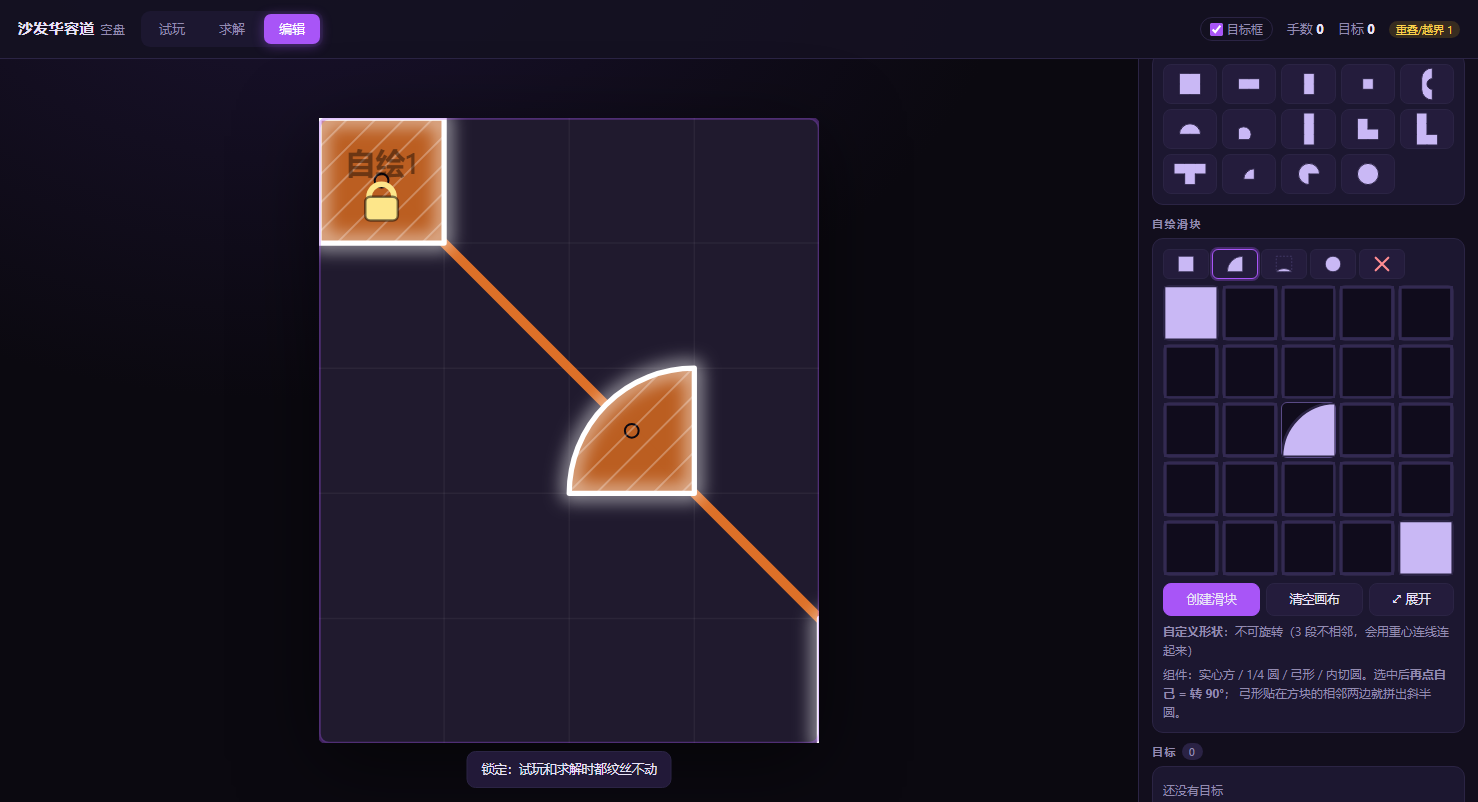 沙发华容道 空盘 试玩 求解 编辑 目标框 手数 0 目标 0 重叠/越界 1
自绘1
自绘滑块
创建滑块 清空画布 ⤢ 展开
自定义形状：不可旋转（3 段不相邻，会用重心连线连
起来）
组件：实心方 / 1/4 圆 / 弓形 / 内切圆。选中后再点自
己 = 转 90°； 弓形贴在方块的相邻两边就拼出斜半
圆。
目标 0
还没有目标
锁定：试玩和求解时都纹丝不动